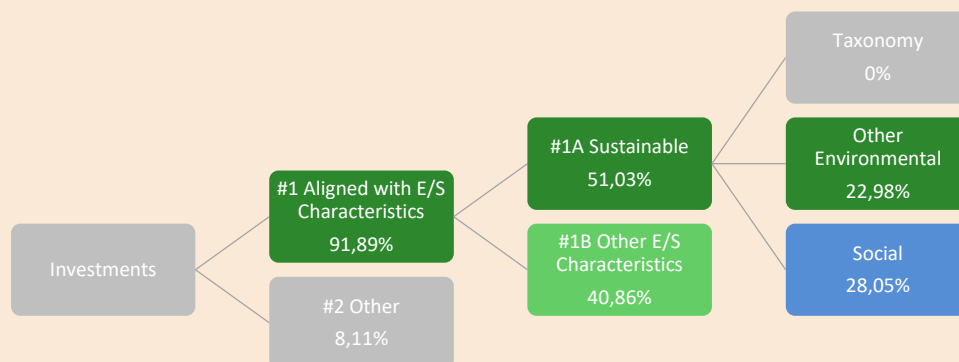 Investments
#1 Aligned with E/S
Characteristics
91,89%
#2 Other
8,11%
#1A Sustainable
51,03%
#1B Other E/S
Characteristics
40,86%
Taxonomy
0%
Other
Environmental
22,98%
Social
28,05%